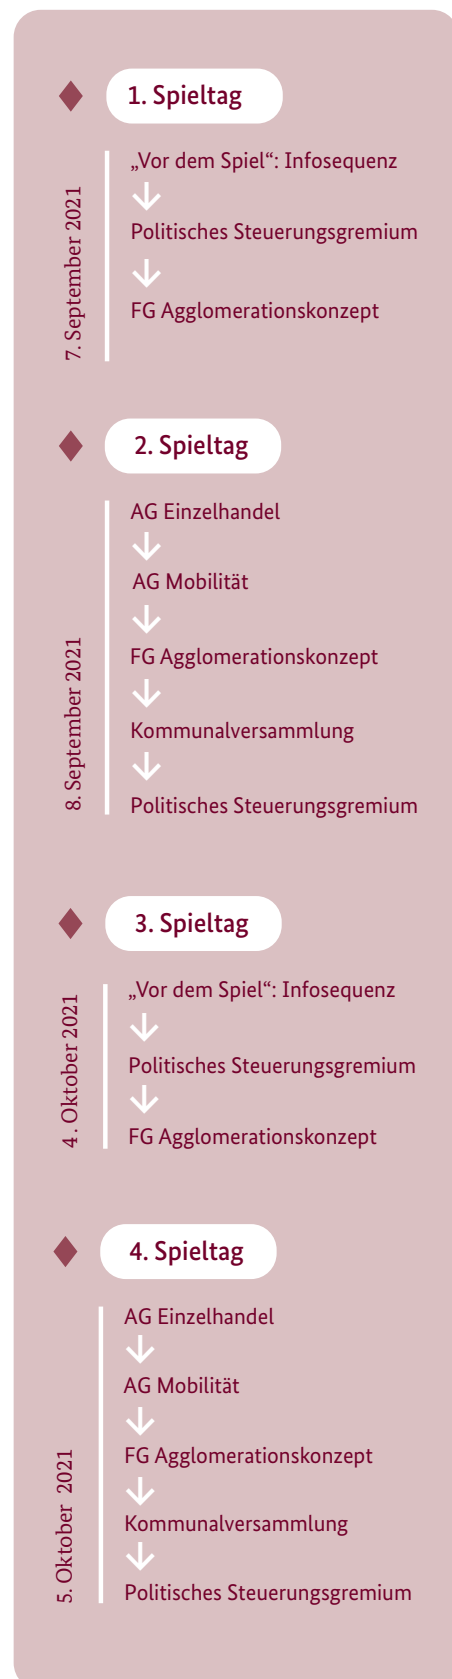 1. Spieltag
7. September 2021
„Vor dem Spiel“: Infosequenz
Politisches Steuerungsgremium
FG Agglomerationskonzept
2. Spieltag
8. September 2021
AG Einzelhandel
AG Mobilität
FG Agglomerationskonzept
Kommunalversammlung
Politisches Steuerungsgremium
3. Spieltag
4 . Oktober 2021
„Vor dem Spiel“: Infosequenz
Politisches Steuerungsgremium
FG Agglomerationskonzept
4. Spieltag
5. Oktober 2021
AG Einzelhandel
AG Mobilität
FG Agglomerationskonzept
Kommunalversammlung
Politisches Steuerungsgremium